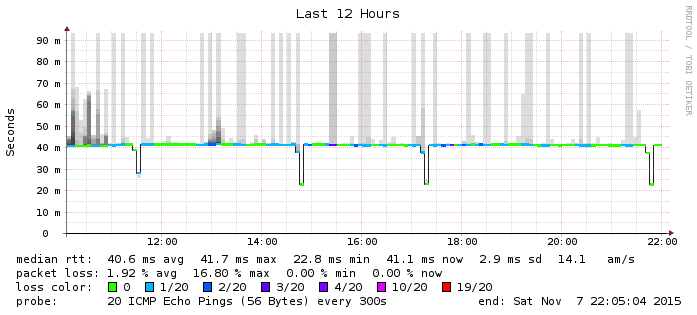 Last 12 Hours
RRDTOOL / TOBI OETIKER
Seconds
90 m
80 m
70 m
60 m
50 m
40 m
30 m
20 m
10 m
0
12:00 14:00 16:00 18:00 20:00 22:00
median rtt: 40.6 ms avg 41.7 ms max 22.8 ms min 41.1 ms now 2.9 ms sd 14.1 am/s
packet loss: 1.92 % avg 16.80 % max 0.00 % min 0.00 % now
loss color: 0 1/20 2/20 3/20 4/20 10/20 19/20
probe: 20 ICMP Echo Pings (56 Bytes) every 300s end: Sat Nov 7 22:05:04 2015